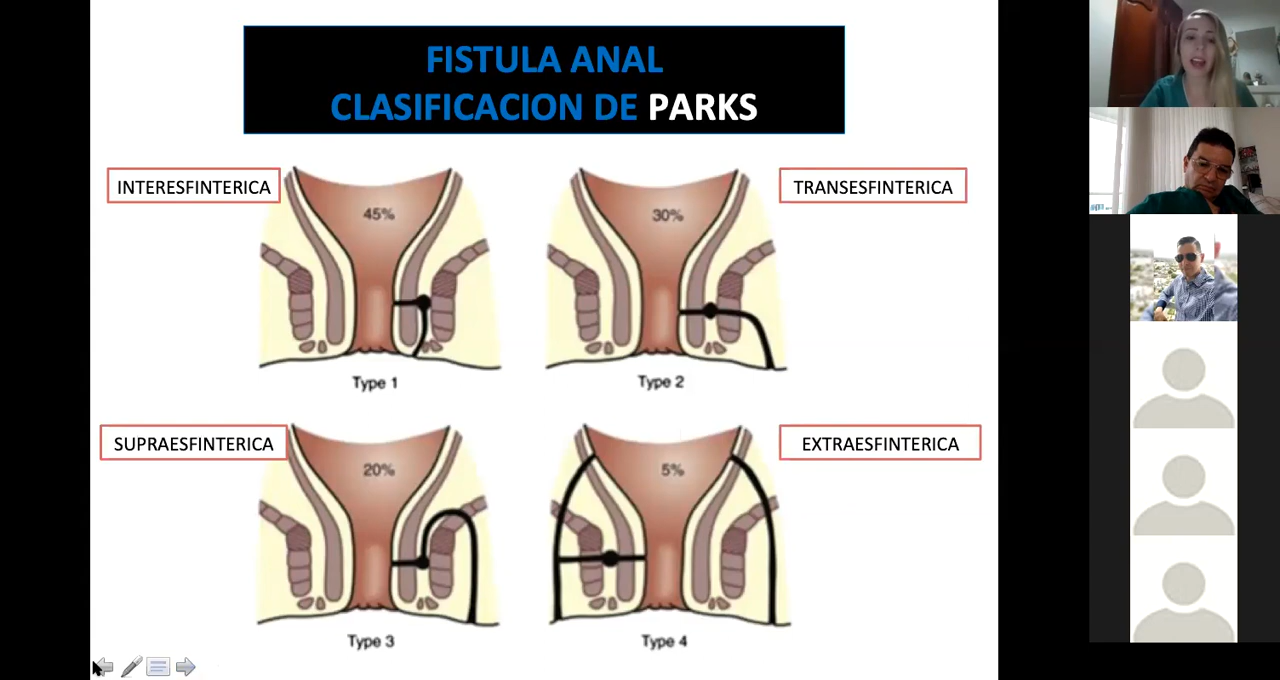 FISTULA ANAL
CLASIFICACION DE PARKS
INTERESFINTERICA
45%
Type 1
30%
TRANSESFINTERICA
Type 2
SUPRAESFINTERICA
20%
Type 3
5%
EXTRAESFINTERICA
Type 4